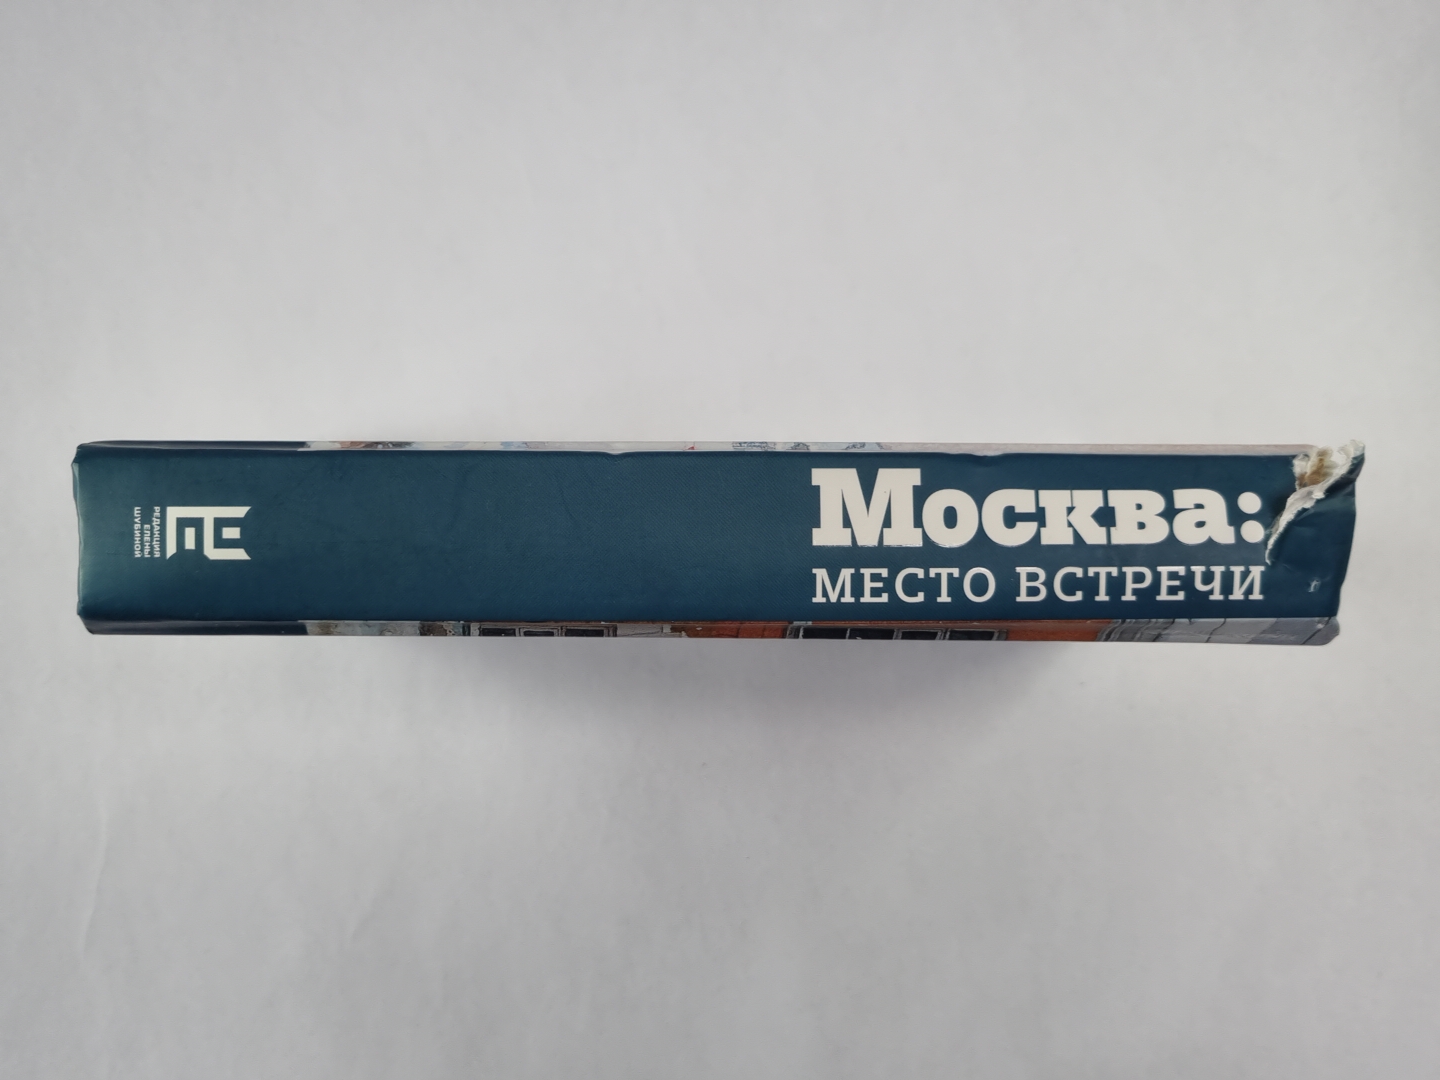 Москва:
МЕСТО ВСТРЕЧИ
РЕДАКЦИЯ
ЕЛЕНЫ
ШУБИНОЙ